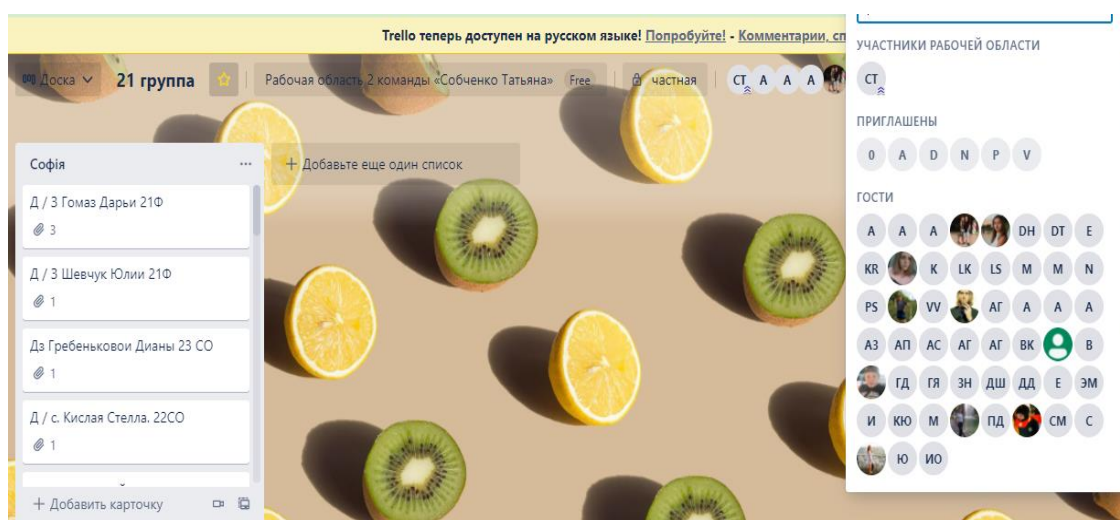 Trello теперь доступен на русском языке! Попробуйте! - Комментарии, сп
Доска
21 группа
Рабочая область 2 команды «Собченко Татьяна» Free
частная
СТ А А А
Софія ...
+ Добавьте еще один список
Д / З Гомаз Дарьи 21Ф
3
Д / З Шевчук Юлии 21Ф
1
Дз Гребеньковои Дианы 23 СО
1
Д / с. Кислая Стелла. 22СО
1
+ Добавить карточку
УЧАСТНИКИ РАБОЧЕЙ ОБЛАСТИ
СТ
ПРИГЛАШЕНЫ
0 A D N P V
ГОСТИ
A A A DH DT E
KR K LK LS M M N
PS VV АГ А А А
АЗ АП АС АГ АГ ВК В
ГД ГЯ ЗН ДШ ДД Е ЭМ
И КЮ М ПД СМ С
Ю ИО